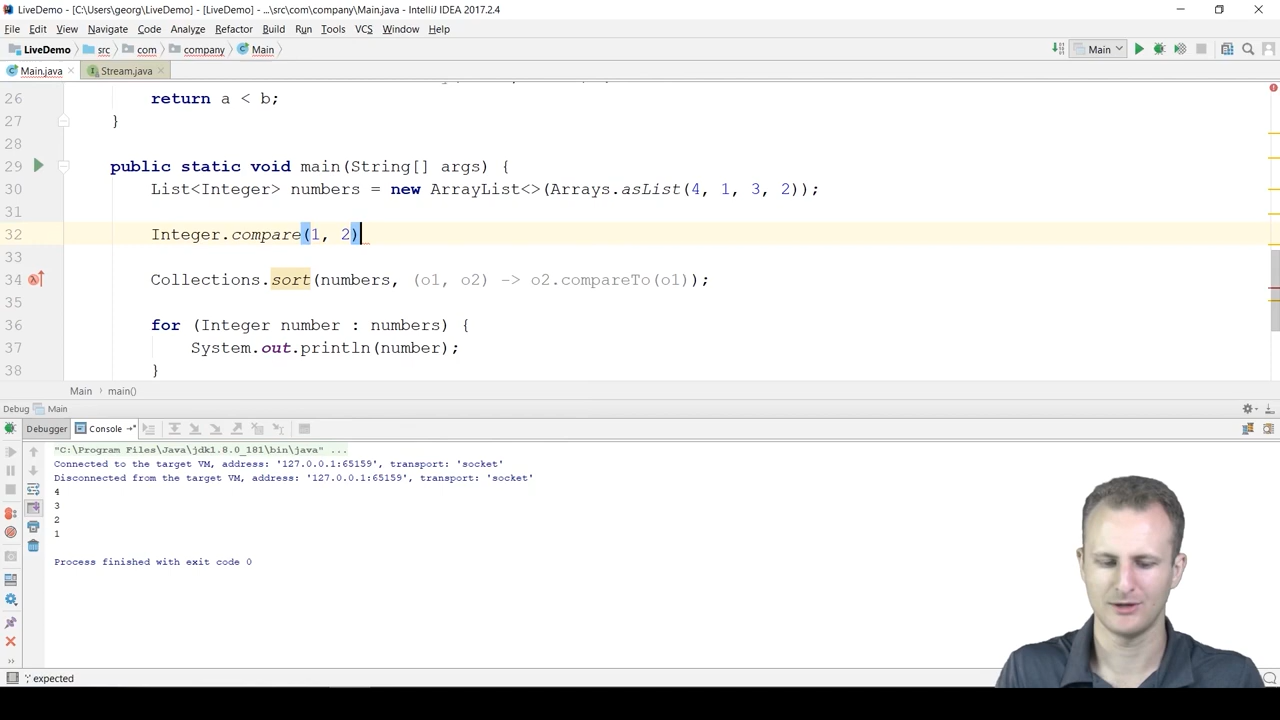 LiveDemo - [C:\Users\georg\LiveDemo] - [LiveDemo] - ...\src\com\company\Main.java - IntelliJ IDEA 2017.2.4
File Edit View Navigate Code Analyze Refactor Build Run Tools VCS Window Help
LiveDemo src com company Main Main
Main.java Stream.java
26 return a < b;
27 }
28
29 public static void main(String[] args) {
30 List<Integer> numbers = new ArrayList<>(Arrays.asList(4, 1, 3, 2));
31
32 Integer.compare(1, 2)
33
34 Collections.sort(numbers, (o1, o2) -> o2.compareTo(o1));
35
36 for (Integer number : numbers) {
37 System.out.println(number);
38 }
Main main()
Debug Main
Debugger Console
"C:\Program Files\Java\jdk1.8.0_181\bin\java" ...
Connected to the target VM, address: '127.0.0.1:65159', transport: 'socket'
Disconnected from the target VM, address: '127.0.0.1:65159', transport: 'socket'
4
3
2
1
Process finished with exit code 0
';' expected